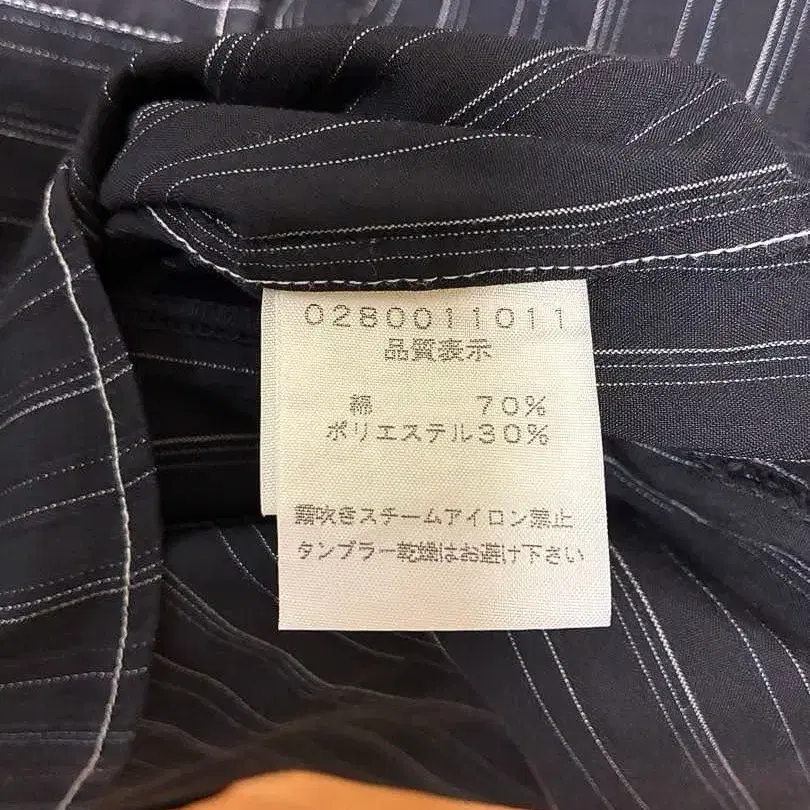 0280011011
品質表示
綿 70%
ポリエステル30%
霧吹きスチームアイロン禁止
タンブラー乾燥はお避け下さい